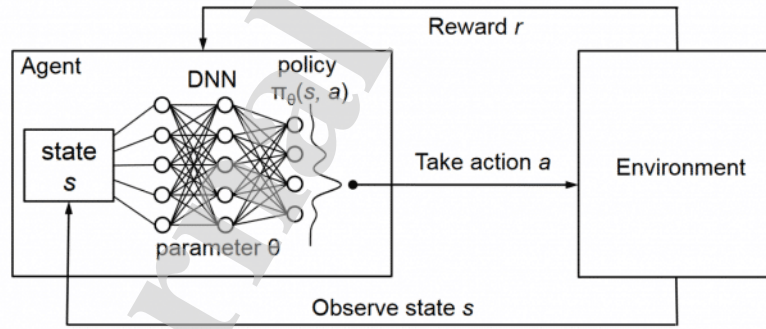 Reward r
Agent
DNN
policy
πθ(s, a)
state
s
Take action a
Environment
parameter θ
Observe state s